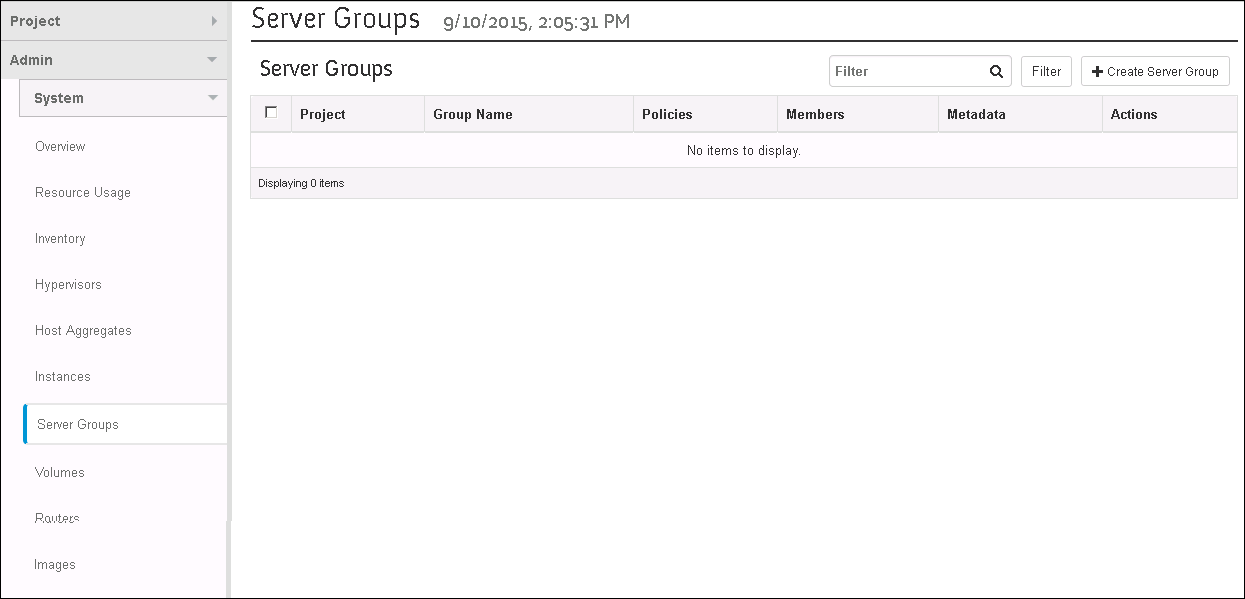 Project
Admin
System
Overview
Resource Usage
Inventory
Hypervisors
Host Aggregates
Instances
Server Groups
Volumes
Routers
Images
Server Groups 9/10/2015, 2:05:31 PM
Server Groups
Filter Filter Create Server Group
Project Group Name Policies Members Metadata Actions
No items to display.
Displaying 0 items